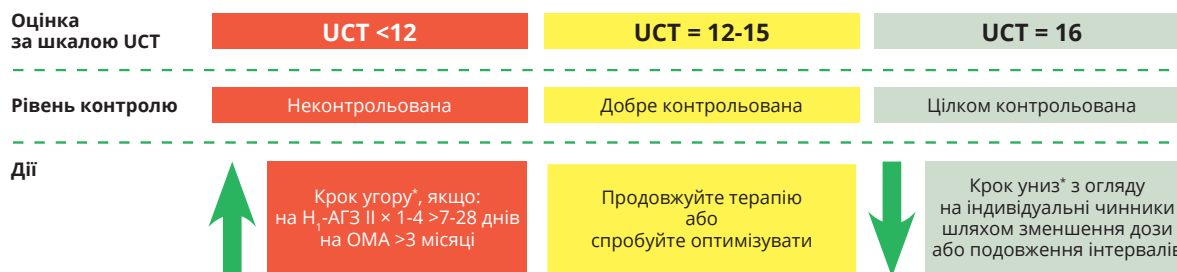 Оцінка
за шкалою UCT
UCT <12
UCT = 12-15
UCT = 16
Рівень контролю
Неконтрольована
Добре контрольована
Цілком контрольована
Дії
Крок угору*, якщо:
на H₁-АГЗ II × 1-4 >7-28 днів
на ОМА >3 місяці
Продовжуйте терапію
або
спробуйте оптимізувати
Крок униз* з огляду
на індивідуальні чинники
шляхом зменшення дози
або подовження інтервалів